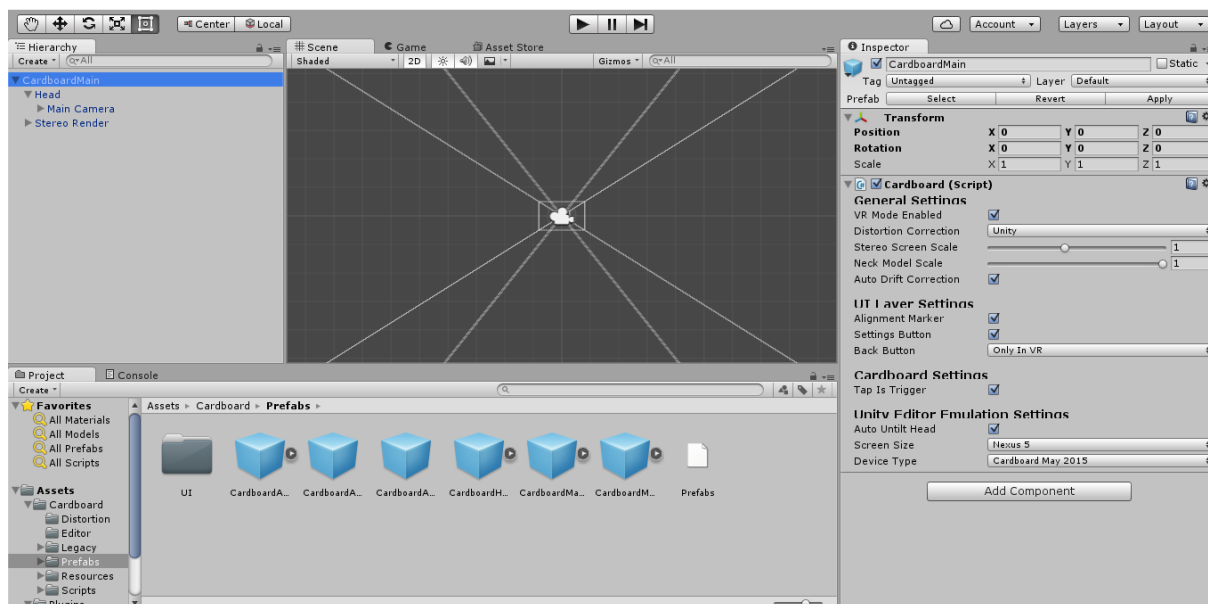 Center Local
Account Layers Layout
Hierarchy
Create All
CardboardMain
Head
Main Camera
Stereo Render
Scene Game Asset Store
Shaded 2D Gizmos All
Inspector
CardboardMain Static
Tag Untagged Layer Default
Prefab Select Revert Apply
Transform
Position X 0 Y 0 Z 0
Rotation X 0 Y 0 Z 0
Scale X 1 Y 1 Z 1
Cardboard (Script)
General Settings
VR Mode Enabled
Distortion Correction Unity
Stereo Screen Scale 1
Neck Model Scale 1
Auto Drift Correction
UI Layer Settings
Alignment Marker
Settings Button
Back Button Only In VR
Cardboard Settings
Tap Is Trigger
Unity Editor Emulation Settings
Auto Untilt Head
Screen Size Nexus 5
Device Type Cardboard May 2015
Add Component
Project Console
Create
Favorites
All Materials
All Models
All Prefabs
All Scripts
Assets
Cardboard
Distortion
Editor
Legacy
Prefabs
Resources
Scripts
Plugins
Assets Cardboard Prefabs
UI CardboardA... CardboardA... CardboardA... CardboardH... CardboardMa... CardboardM... Prefabs